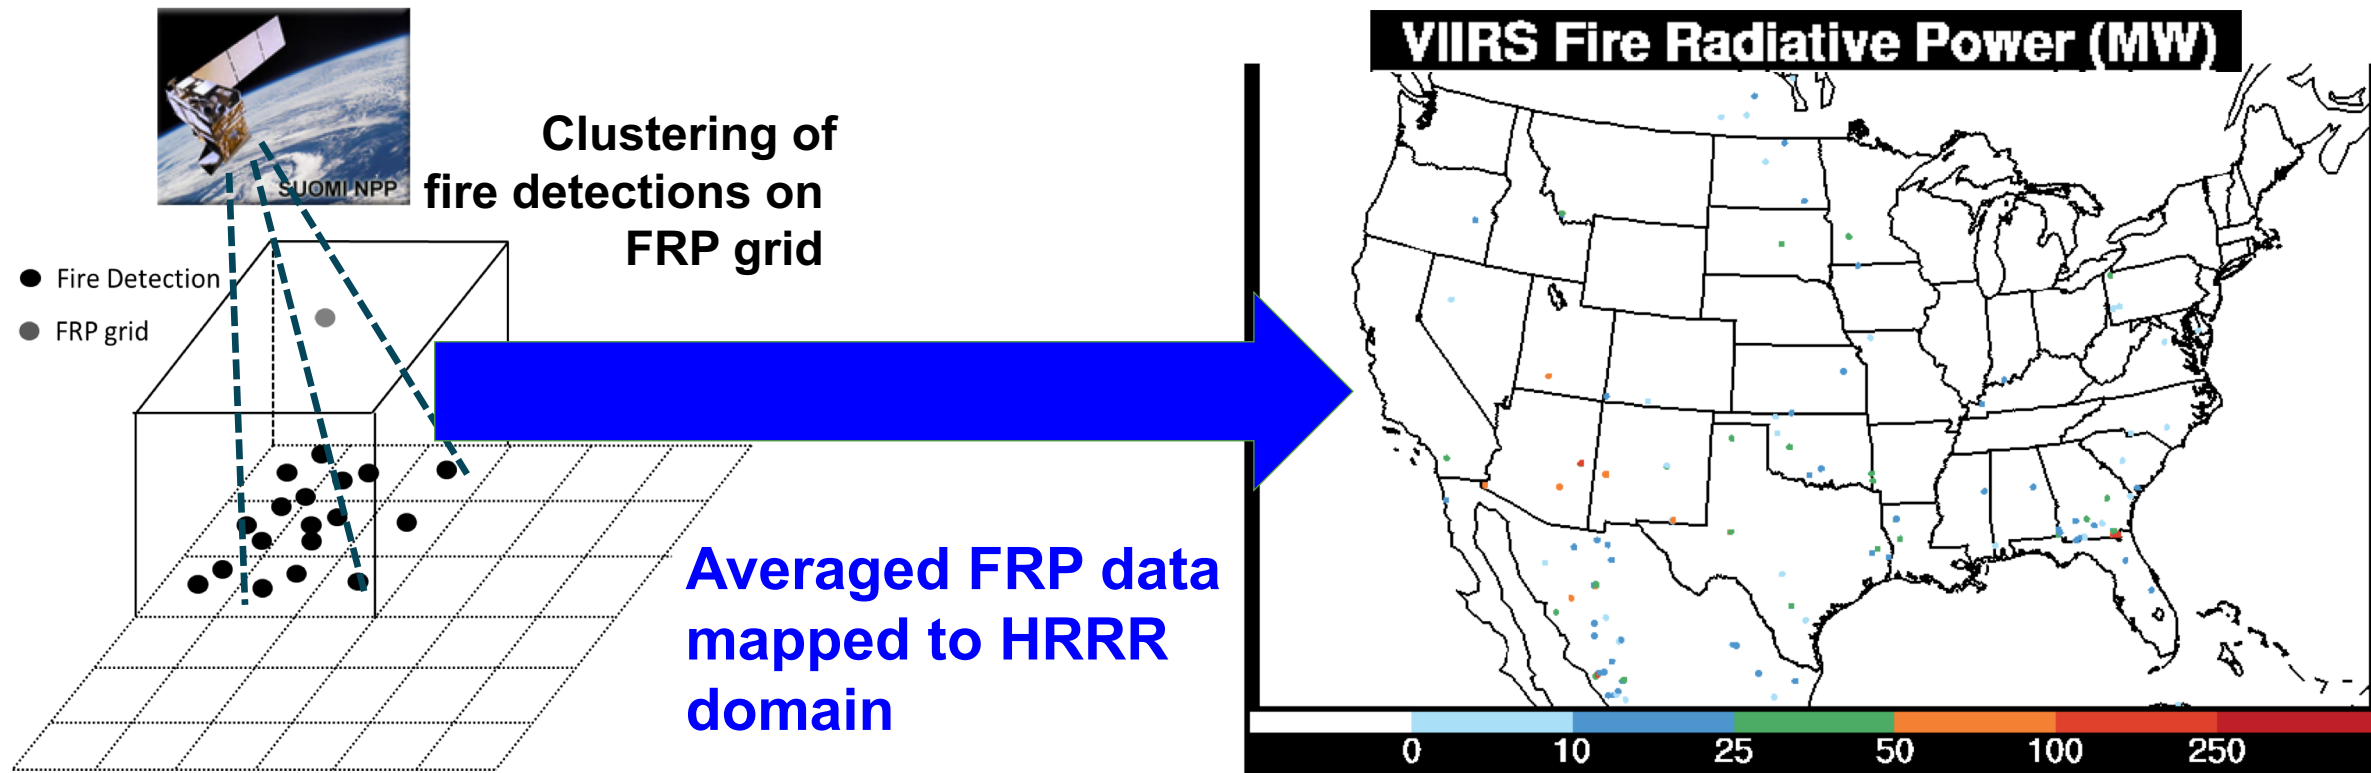 VIIRS Fire Radiative Power (MW)
SUOMI NPP
Clustering of
fire detections on
FRP grid
Fire Detection
FRP grid
Averaged FRP data
mapped to HRRR
domain
0 10 25 50 100 250